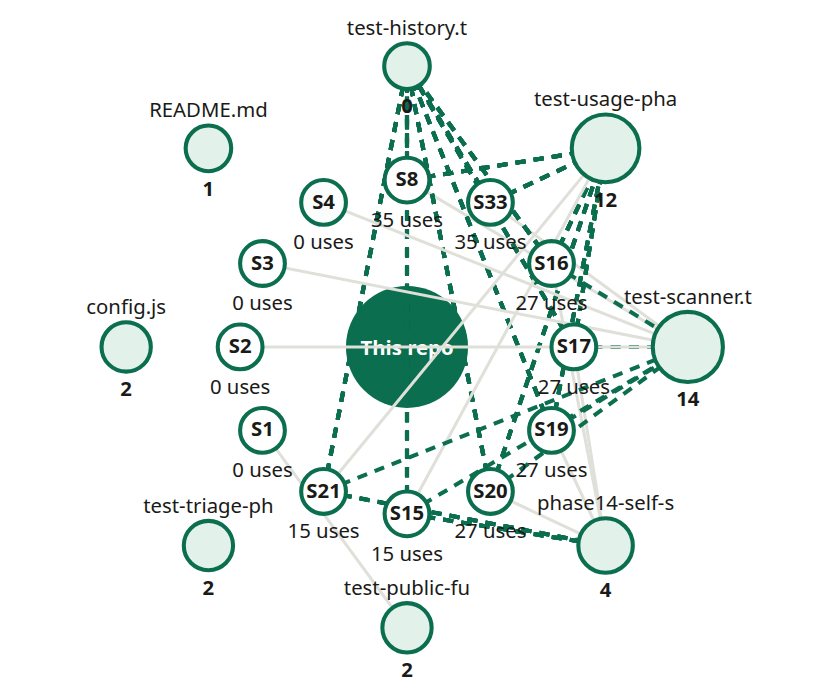 test-history.t
0
README.md
1
test-usage-pha
12
S8
35 uses
S4
0 uses
S33
35 uses
S3
0 uses
S16
27 uses
config.js
2
test-scanner.t
14
S2
0 uses
This repo
S17
27 uses
S1
0 uses
S19
27 uses
S21
15 uses
S15
15 uses
S20
27 uses
test-triage-ph
2
phase14-self-s
4
test-public-fu
2